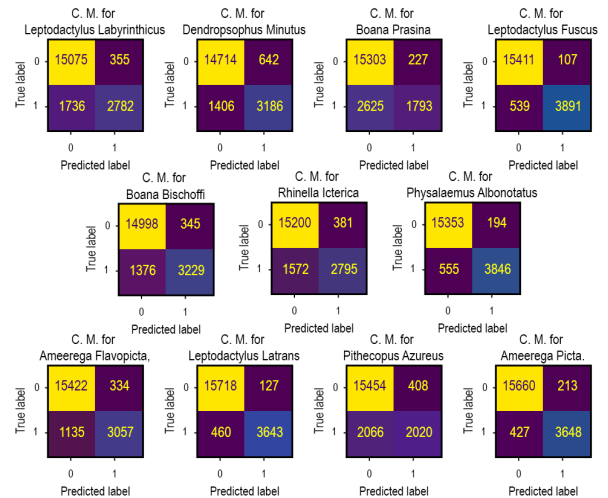 C. M. for
Leptodactylus Labyrinthicus
True label
0
15075 355
1
1736 2782
0 1
Predicted label
C. M. for
Dendropsophus Minutus
True label
0
14714 642
1
1406 3186
0 1
Predicted label
C. M. for
Boana Prasina
True label
0
15303 227
1
2625 1793
0 1
Predicted label
C. M. for
Leptodactylus Fuscus
True label
0
15411 107
1
539 3891
0 1
Predicted label
C. M. for
Boana Bischoffi
True label
0
14998 345
1
1376 3229
0 1
Predicted label
C. M. for
Rhinella Icterica
True label
0
15200 381
1
1572 2795
0 1
Predicted label
C. M. for
Physalaemus Albonotatus
True label
0
15353 194
1
555 3846
0 1
Predicted label
C. M. for
Ameerega Flavopicta,
True label
0
15422 334
1
1135 3057
0 1
Predicted label
C. M. for
Leptodactylus Latrans
True label
0
15718 127
1
460 3643
0 1
Predicted label
C. M. for
Pithecopus Azureus
True label
0
15454 408
1
2066 2020
0 1
Predicted label
C. M. for
Ameerega Picta.
True label
0
15660 213
1
427 3648
0 1
Predicted label